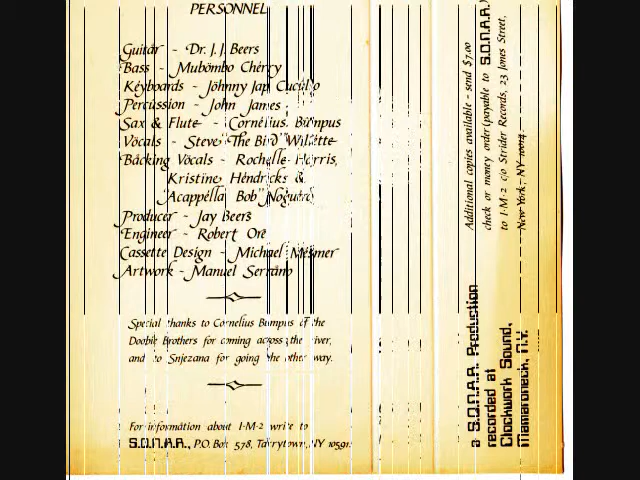 PERSONNEL
Guitar - Dr. J. J. Beers
Bass - Mubombo Cherry
Keyboards - Johnny Jap
Percussion - John James
Sax & Flute - Cornelius Bumpus
Vocals - Steve "The Bird" Willette
Backing Vocals - Rochelle Harris,
Kristine Hendricks &
"Acappella Bob" Noguero
Producer - Jay Beers
Engineer - Robert Ore
Cassette Design - Michael Mesmer
Artwork - Manuel Serrano
Special thanks to Cornelius Bumpus of the
Doobie Brothers for coming across the river,
and to Snjezana for going the other way.
For information about I-M-2 write to
S.O.N.A.R., P.O. Box 578, Tarrytown, NY 10591.
Additional copies available - send $7.00
check or money order (payable to S.O.N.A.R.)
to I-M-2 c/o Strider Records, 23 Jones Street,
New York, NY 10014.
a S.O.N.A.R. Production
recorded at
Clockwork Sound,
Mamaroneck, N.Y.